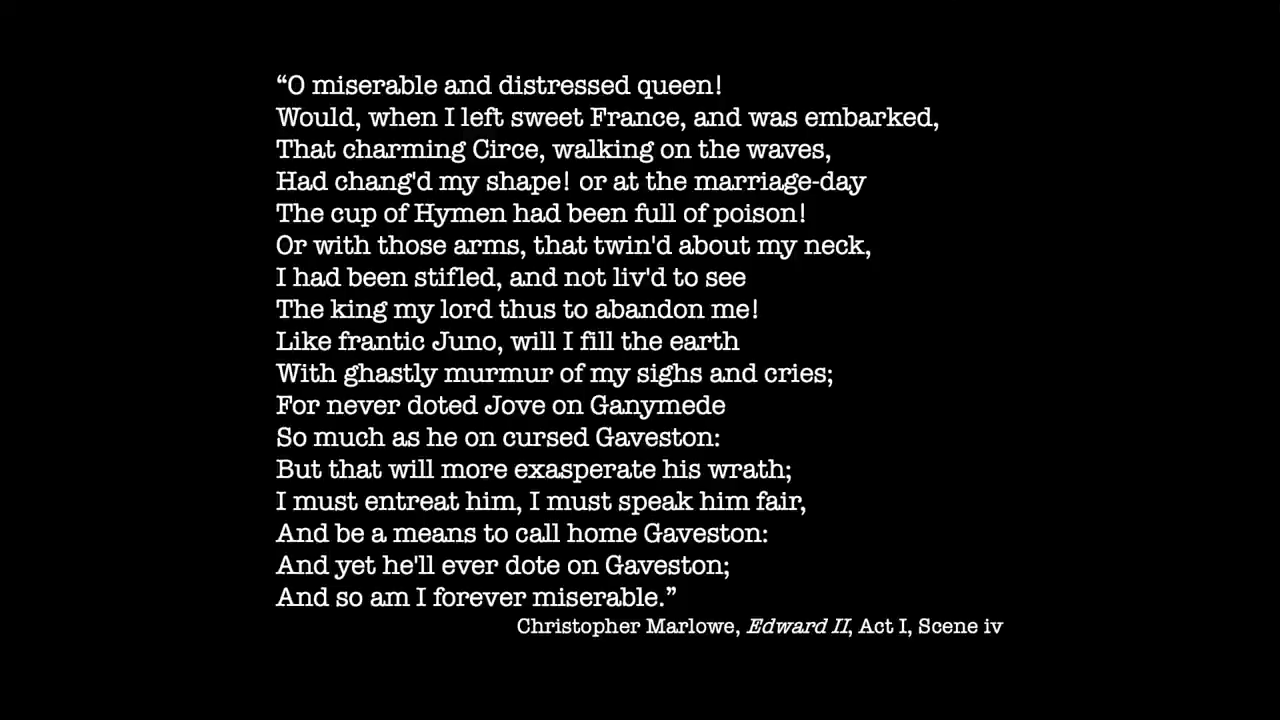 “O miserable and distressed queen!
Would, when I left sweet France, and was embarked,
That charming Circe, walking on the waves,
Had chang'd my shape! or at the marriage-day
The cup of Hymen had been full of poison!
Or with those arms, that twin'd about my neck,
I had been stifled, and not liv'd to see
The king my lord thus to abandon me!
Like frantic Juno, will I fill the earth
With ghastly murmur of my sighs and cries;
For never doted Jove on Ganymede
So much as he on cursed Gaveston:
But that will more exasperate his wrath;
I must entreat him, I must speak him fair,
And be a means to call home Gaveston:
And yet he'll ever dote on Gaveston;
And so am I forever miserable.”
Christopher Marlowe, Edward II, Act I, Scene iv